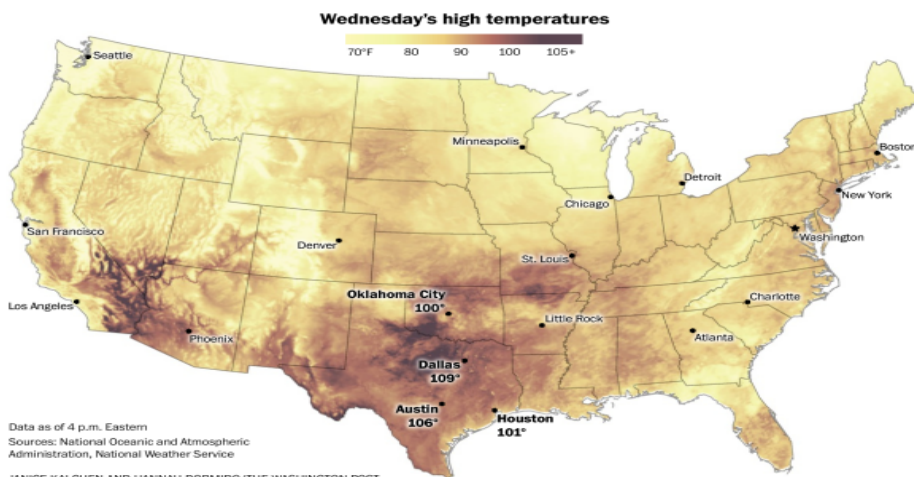 Wednesday's high temperatures
70°F 80 90 100 105+
Seattle
Minneapolis
Boston
Detroit
New York
Chicago
San Francisco
Denver
Washington
St. Louis
Oklahoma City
100°
Los Angeles
Charlotte
Little Rock
Phoenix
Atlanta
Dallas
109°
Austin
106°
Houston
101°
Data as of 4 p.m. Eastern
Sources: National Oceanic and Atmospheric
Administration, National Weather Service